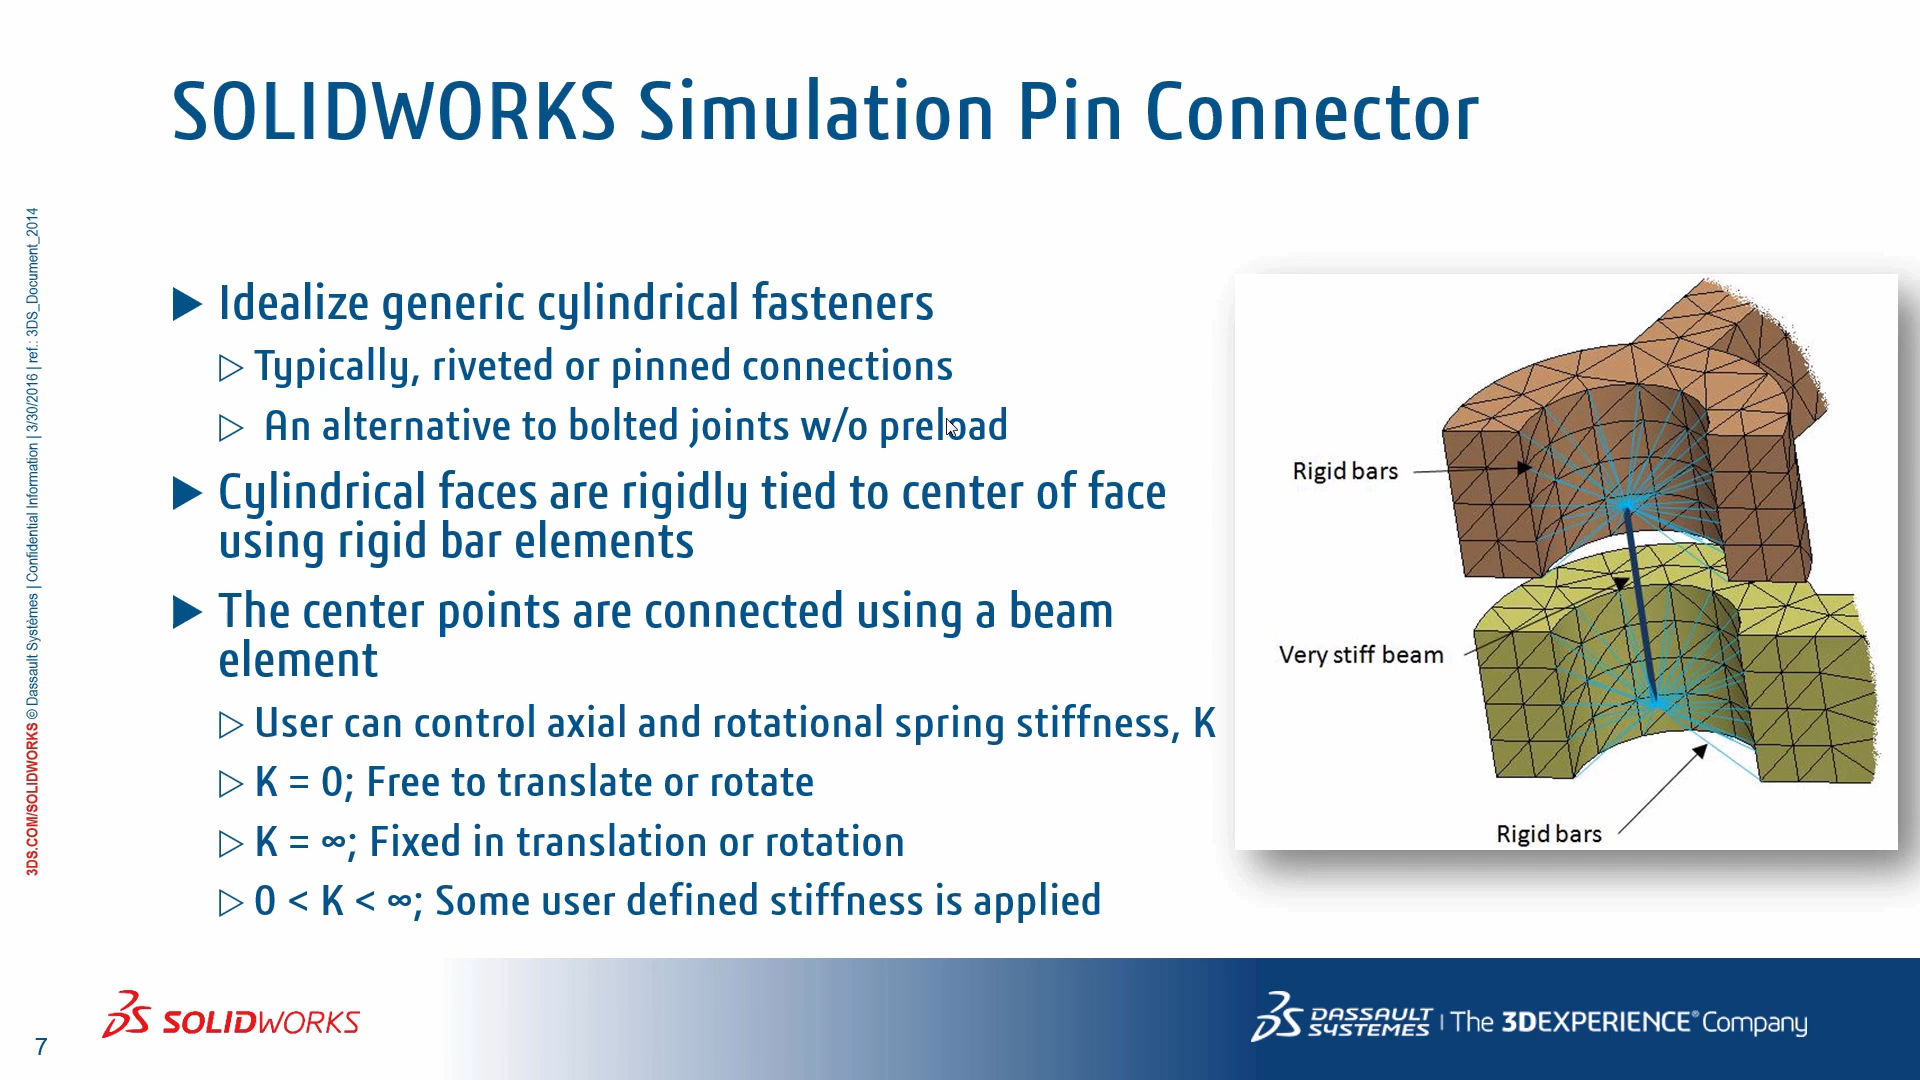 SOLIDWORKS Simulation Pin Connector
▶ Idealize generic cylindrical fasteners
▷ Typically, riveted or pinned connections
▷ An alternative to bolted joints w/o preload
▶ Cylindrical faces are rigidly tied to center of face
using rigid bar elements
▶ The center points are connected using a beam
element
▷ User can control axial and rotational spring stiffness, K
▷ K = 0; Free to translate or rotate
▷ K = ∞; Fixed in translation or rotation
▷ 0 < K < ∞; Some user defined stiffness is applied
Rigid bars
Very stiff beam
Rigid bars
3DS.COM/SOLIDWORKS © Dassault Systèmes | Confidential Information | 3/30/2016 | ref.: 3DS_Document_2014
7
SOLIDWORKS
DASSAULT SYSTEMES | The 3DEXPERIENCE® Company